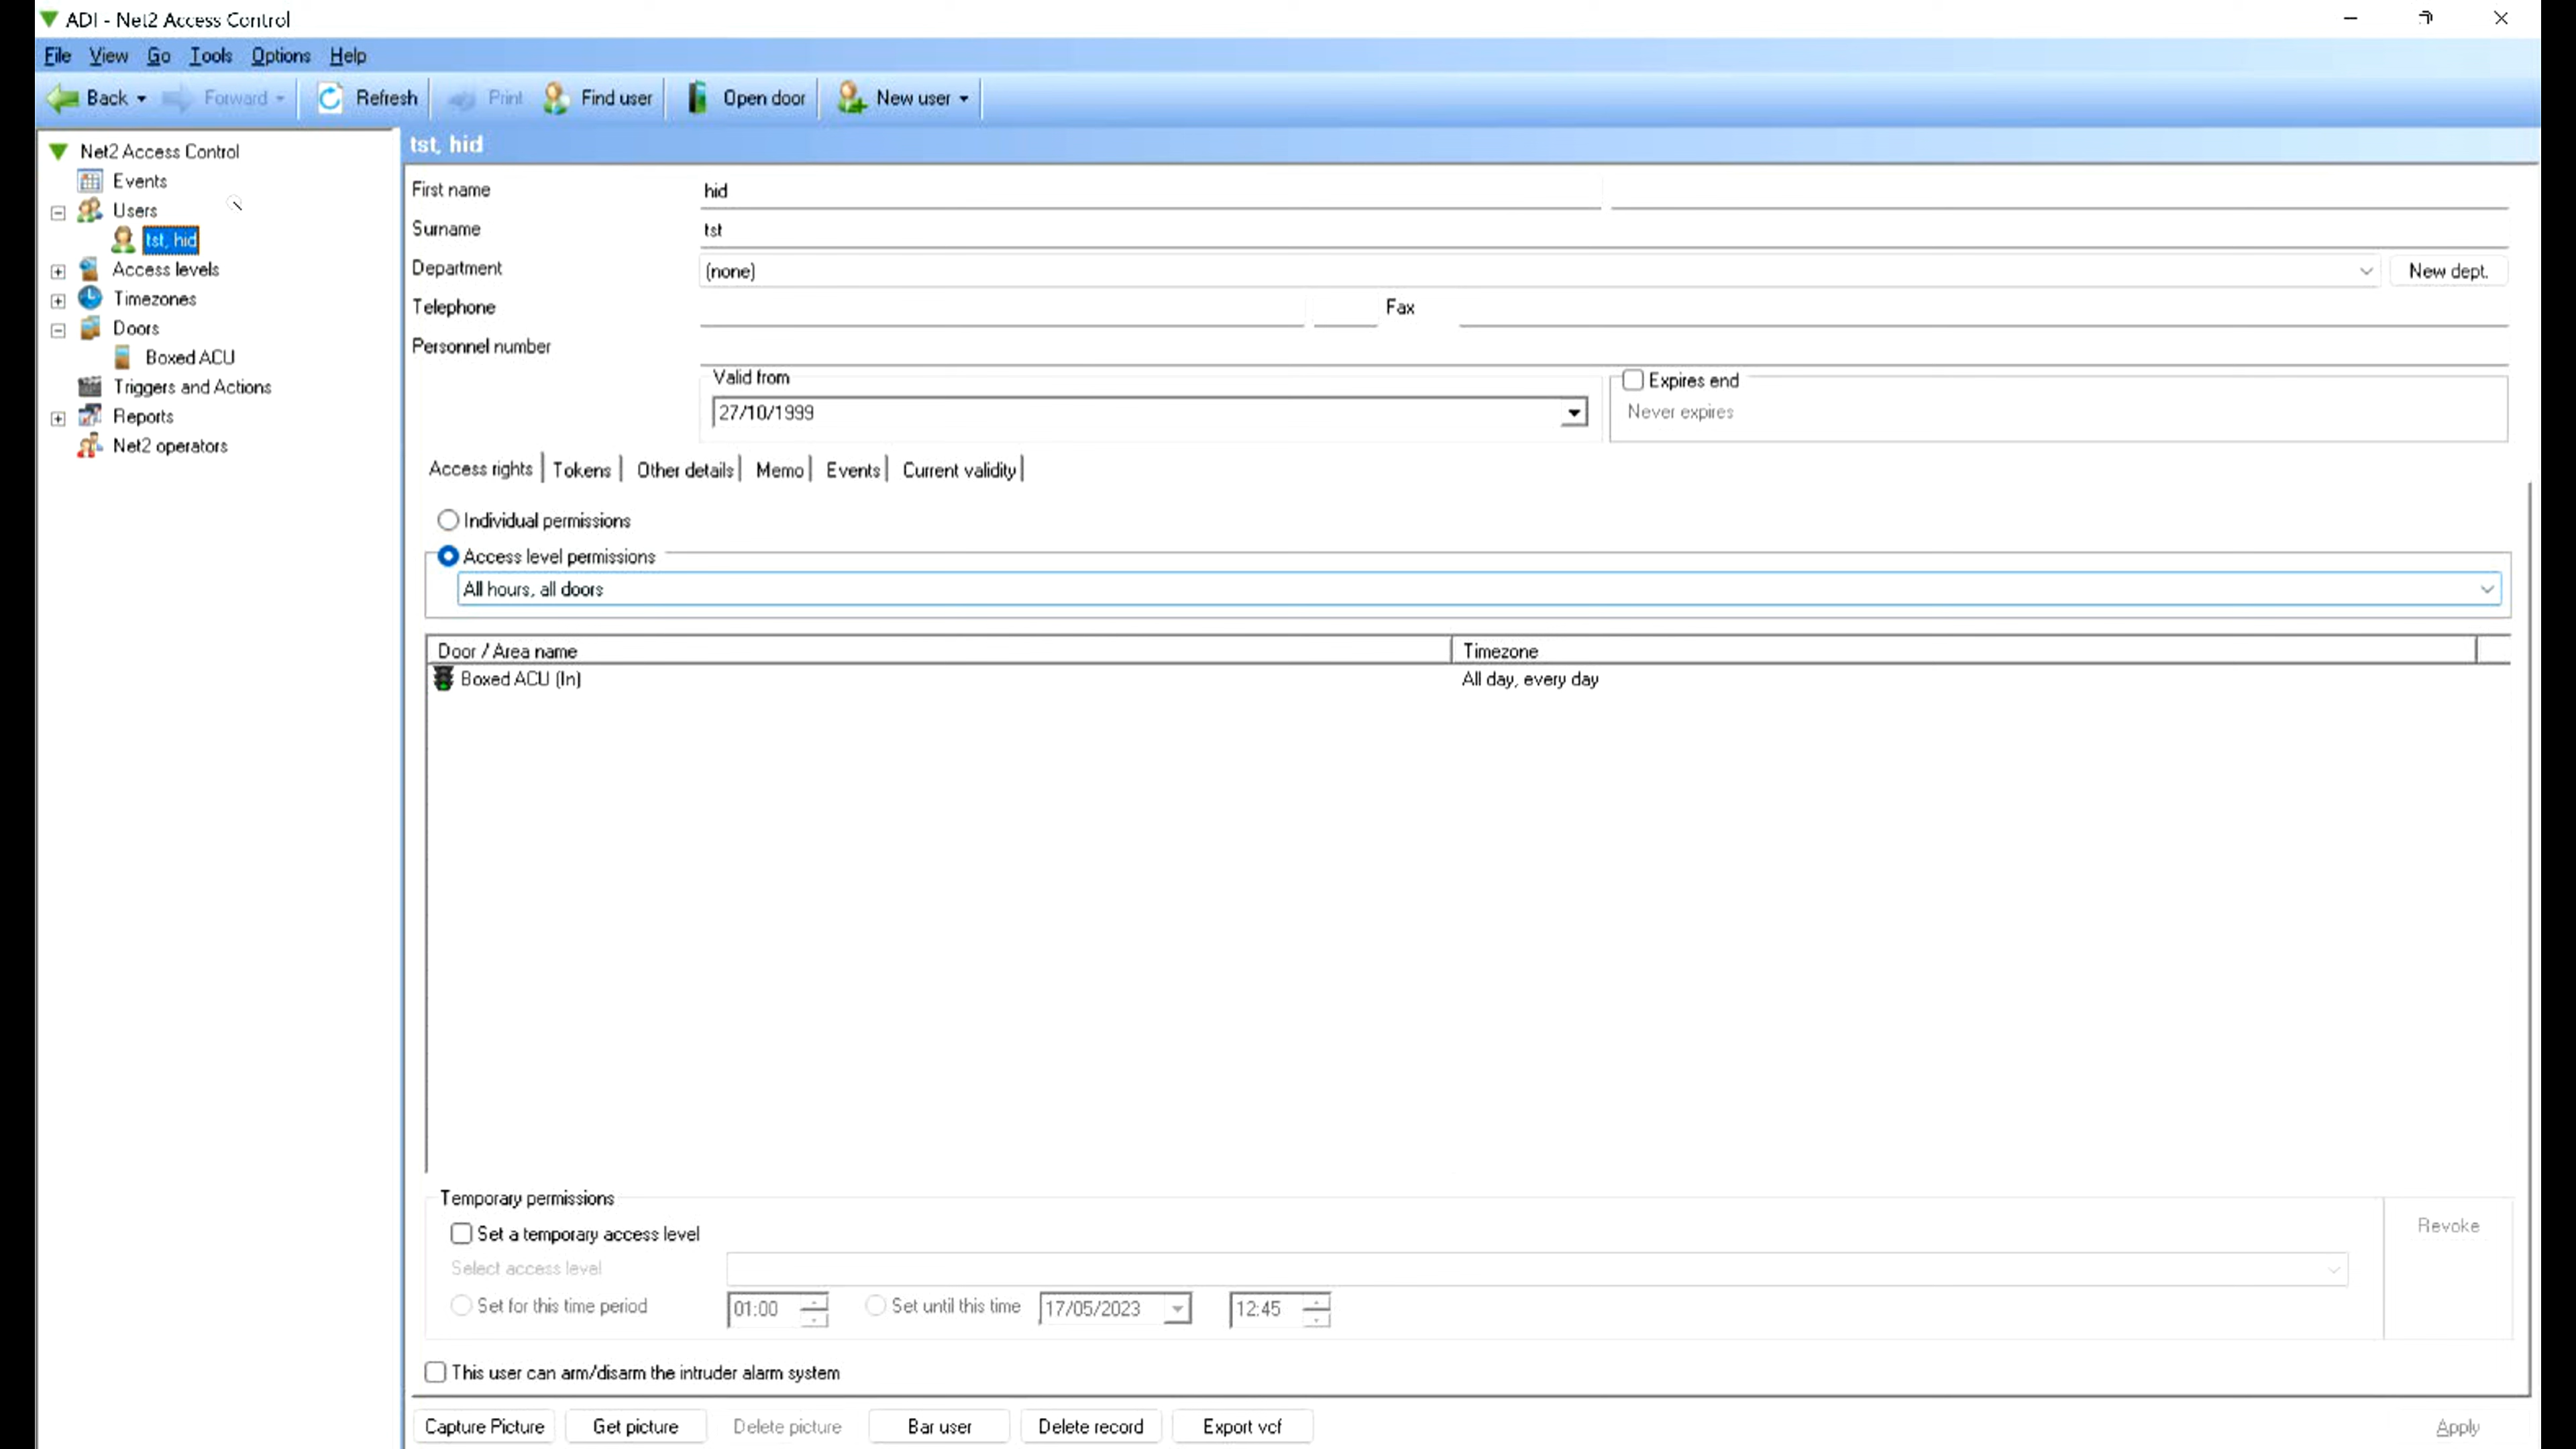 ADI - Net2 Access Control
File View Go Tools Options Help
Back Forward Refresh Print Find user Open door New user
Net2 Access Control
Events
Users
tst, hid
Access levels
Timezones
Doors
Boxed ACU
Triggers and Actions
Reports
Net2 operators
tst, hid
First name hid
Surname tst
Department (none) New dept.
Telephone Fax
Personnel number
Valid from Expires end
27/10/1999 Never expires
Access rights Tokens Other details Memo Events Current validity
Individual permissions
Access level permissions
All hours, all doors
Door / Area name Timezone
Boxed ACU (In) All day, every day
Temporary permissions
Set a temporary access level Revoke
Select access level
Set for this time period 01:00 Set until this time 17/05/2023 12:45
This user can arm/disarm the intruder alarm system
Capture Picture Get picture Delete picture Bar user Delete record Export vcf Apply